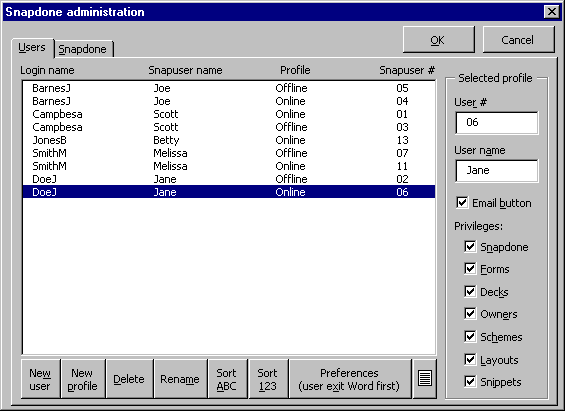 Snapdone administration
Users Snapdone
OK Cancel
Login name Snapuser name Profile Snapuser #
BarnesJ Joe Offline 05
BarnesJ Joe Online 04
Campbesa Scott Online 01
Campbesa Scott Offline 03
JonesB Betty Online 13
SmithM Melissa Offline 07
SmithM Melissa Online 11
DoeJ Jane Offline 02
DoeJ Jane Online 06
Selected profile
User #
06
User name
Jane
Email button
Privileges:
Snapdone
Forms
Decks
Owners
Schemes
Layouts
Snippets
New user
New profile
Delete
Rename
Sort ABC
Sort 123
Preferences
(user exit Word first)